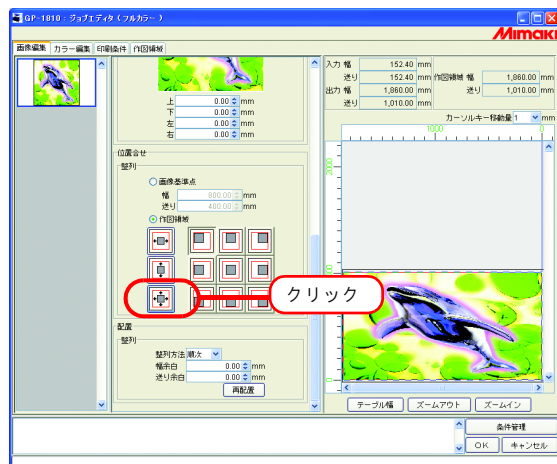 GP-1810 : ジョブエディタ (フルカラー)
Mimaki
画像編集 カラー編集 印刷条件 作図領域
上 0.00 mm
下 0.00 mm
左 0.00 mm
右 0.00 mm
位置合せ
整列
画像基準点
幅 800.00 mm
送り 400.00 mm
作図領域
クリック
配置
整列
整列方法 順次
幅余白 0.00 mm
送り余白 0.00 mm
再配置
入力 幅 152.40 mm
送り 152.40 mm 作図領域 幅 1,860.00 mm
出力 幅 1,860.00 mm 送り 1,010.00 mm
送り 1,010.00 mm
カーソルキー移動量 1 mm
1000 0
テーブル幅 ズームアウト ズームイン
条件管理
OK キャンセル